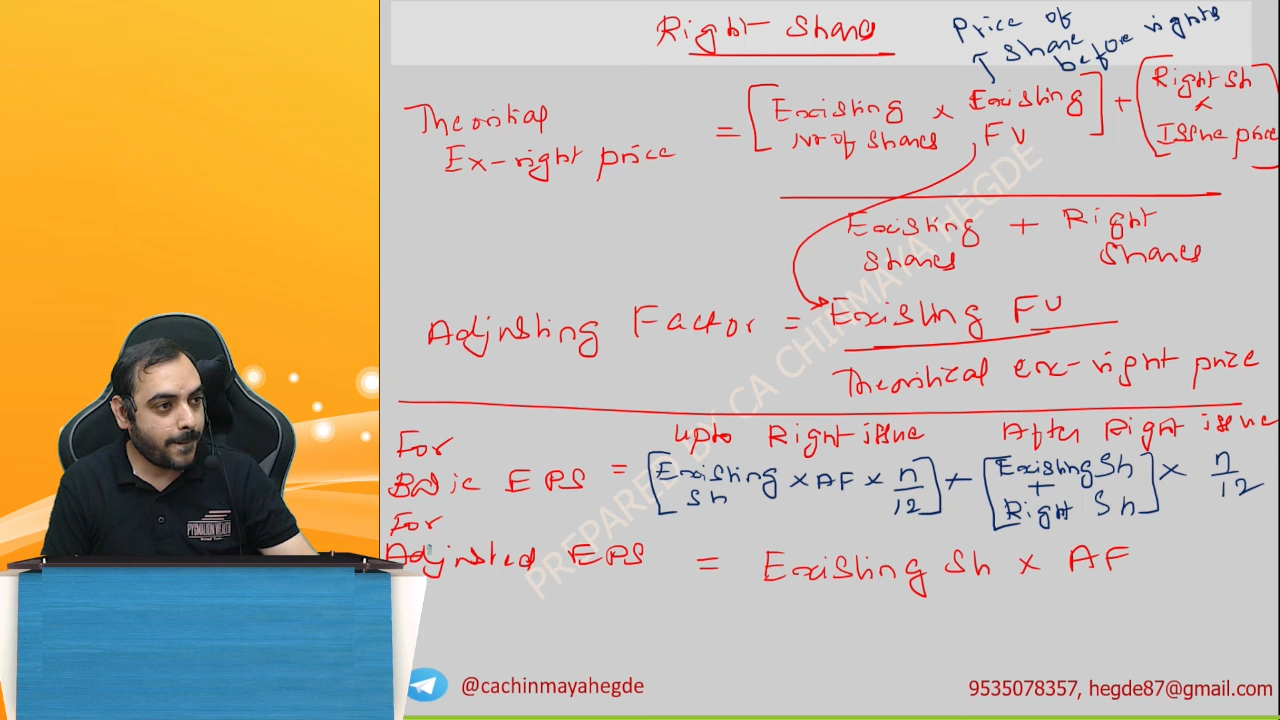 Right Share
Price of
Share
before rights
Theoritial
Ex-right price
= [Existing Nr of shares × Existing FV] + [Right sh × Issue price]
Existing shares + Right shares
Adjusting Factor = Existing FV
Theoritical ex-right price
upto Right issue After Right issue
For
Basic EPS = [Existing sh × AF × n/12] + [Existing Sh + Right Sh] × n/12
For
Adjusted EPS = Existing Sh × AF
PREPARED BY CA CHINMAYA HEGDE
PYGMALION WEALTH
@cachinmayahegde
9535078357, hegde87@gmail.com